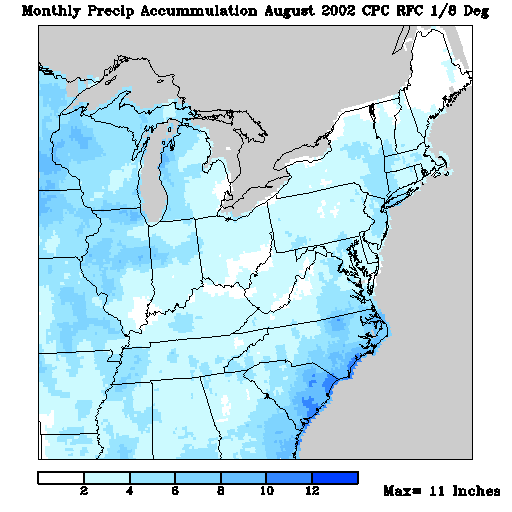 Monthly Precip Accummulation August 2002 CPC RFC 1/8 Deg
2 4 6 8 10 12
Max= 11 Inches